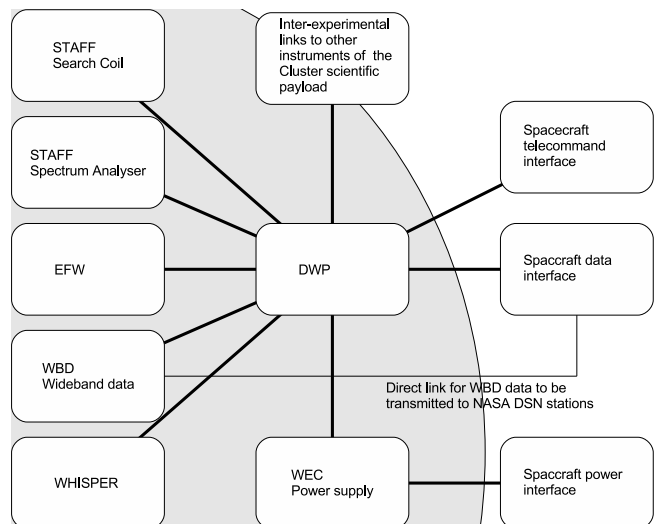 STAFF
Search Coil
Inter-experimental
links to other
instruments of the
Cluster scientific
payload
STAFF
Spectrum Analyser
Spacecraft
telecommand
interface
EFW
DWP
Spaccraft data
interface
WBD
Wideband data
Direct link for WBD data to be
transmitted to NASA DSN stations
WHISPER
WEC
Power supply
Spaccraft power
interface